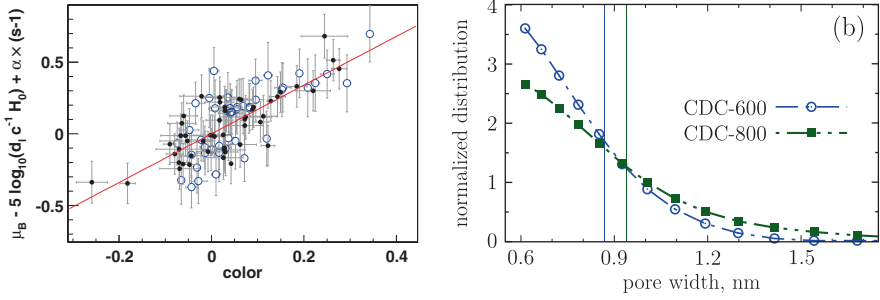 μB - 5 log10(dl c-1 H0) + α× (s-1)
0.5
0
-0.5
-0.2
0
0.2
0.4
color
(b)
normalized distribution
4
3
2
1
0
CDC-600
CDC-800
0.6
0.9
1.2
1.5
pore width, nm